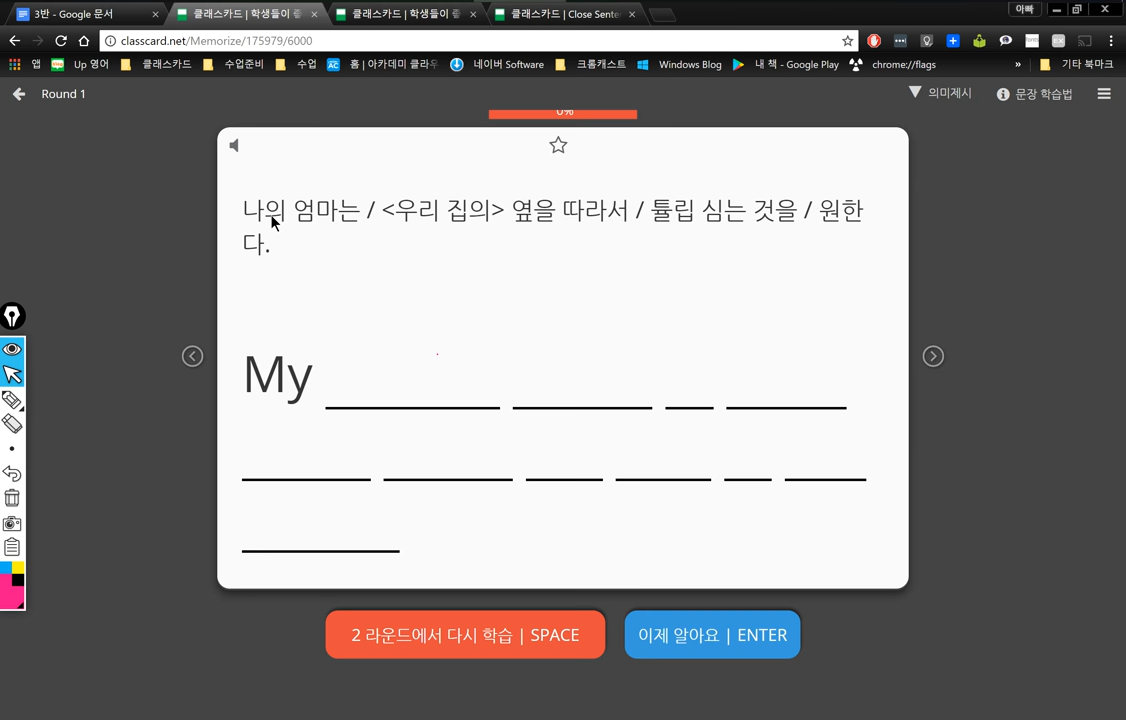 3반 - Google 문서
클래스카드 | 학생들이 좋
클래스카드 | 학생들이 좋
클래스카드 | Close Sente
아빠
classcard.net/Memorize/175979/6000
앱
Up 영어
클래스카드
수업준비
수업
홈 | 아카데미 클라우
네이버 Software
크롬캐스트
Windows Blog
내 책 - Google Play
chrome://flags
»
기타 북마크
Round 1
의미제시
문장 학습법
0%
나의 엄마는 / <우리 집의> 옆을 따라서 / 튤립 심는 것을 / 원한
다.
My
2 라운드에서 다시 학습 | SPACE
이제 알아요 | ENTER